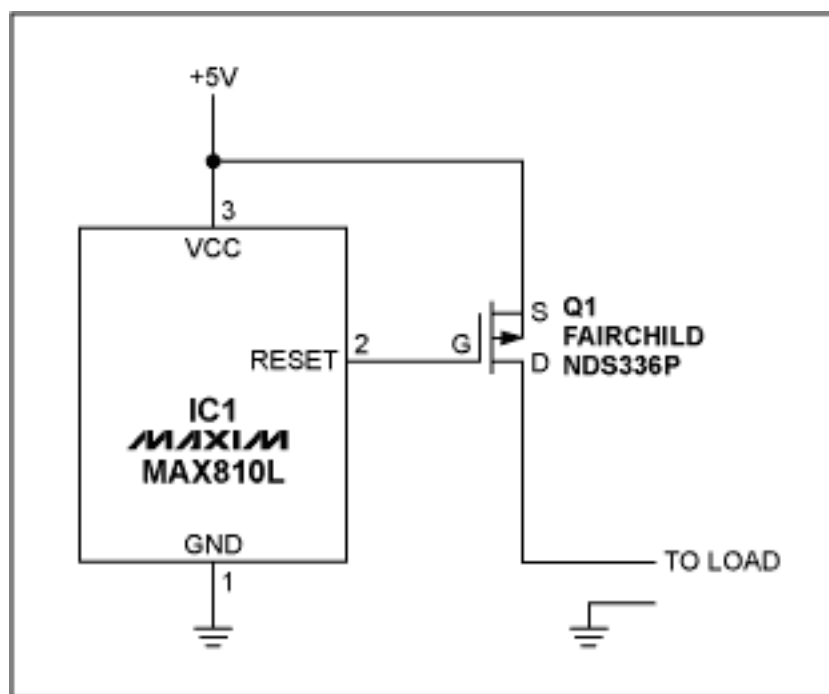 +5V
3
VCC
RESET
2
G
S
D
Q1
FAIRCHILD
NDS336P
IC1
MAXIM
MAX810L
GND
1
TO LOAD